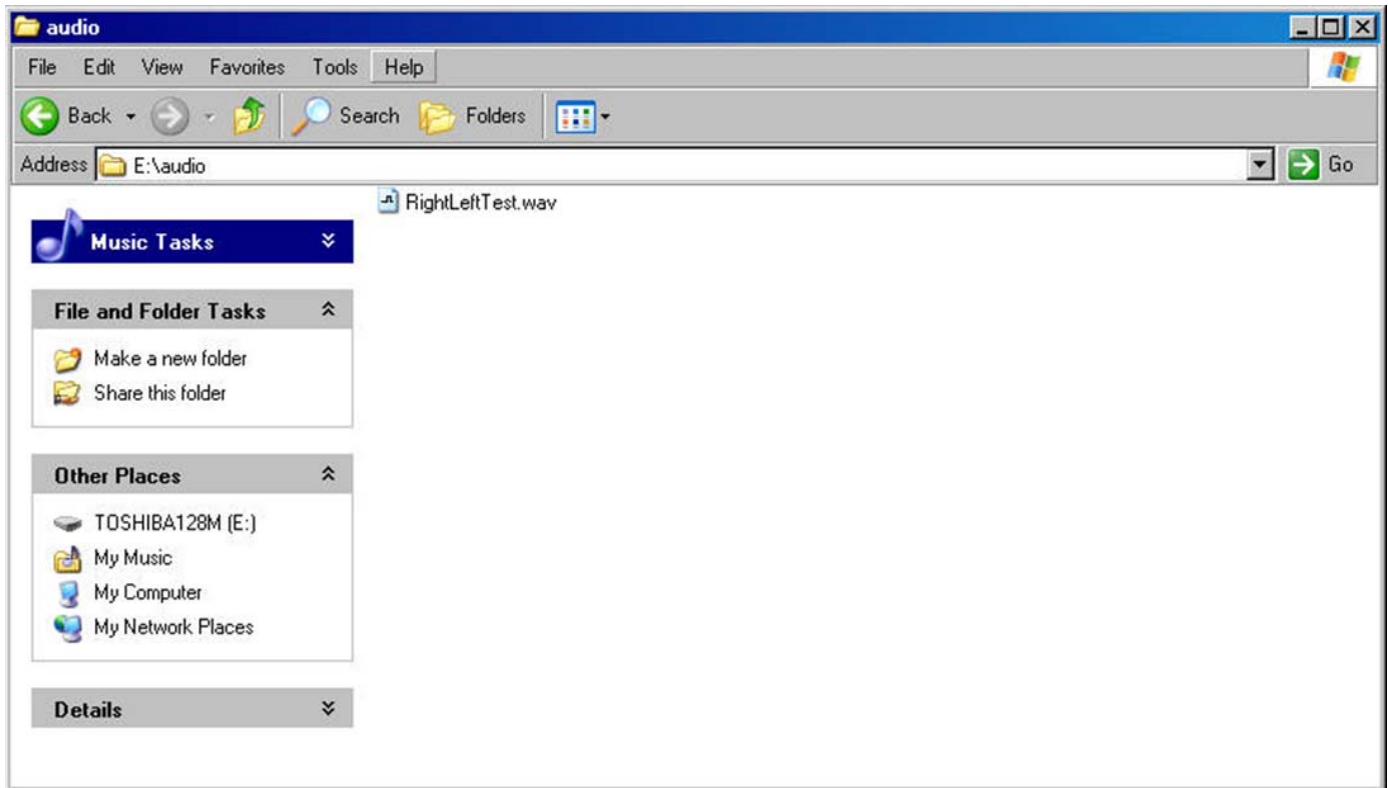 audio
File Edit View Favorites Tools Help
Back Search Folders
Address E:\audio Go
RightLeftTest.wav
Music Tasks
File and Folder Tasks
Make a new folder
Share this folder
Other Places
TOSHIBA128M (E:)
My Music
My Computer
My Network Places
Details